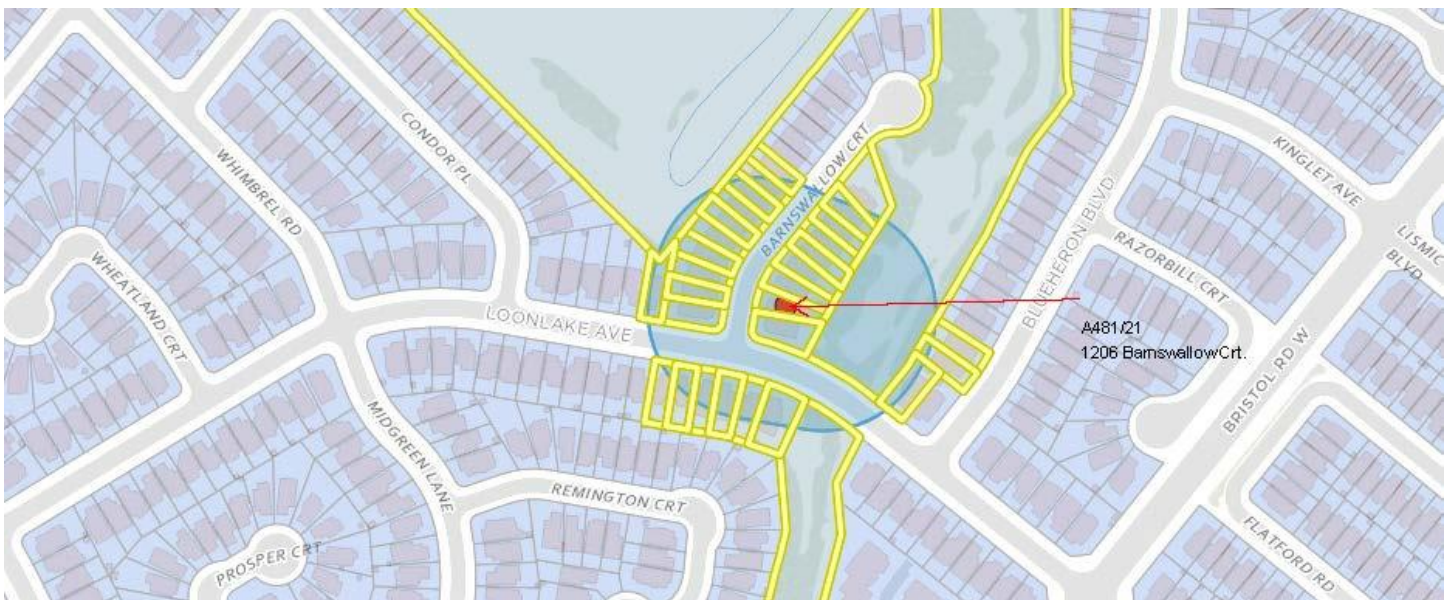 CONDOR PL
WHIMBREL RD
WHEATLAND CRT
LOONLAKE AVE
BARNSWALLOW CRT
BLUEHERON BLVD
KINGLET AVE
LISMIC
BLVD
RAZORBILL CRT
A481/21
1206 BarnswallowCrt.
BRISTOL RD W
MIDGREEN LANE
REMINGTON CRT
PROSPER CRT
FLATFORD RD